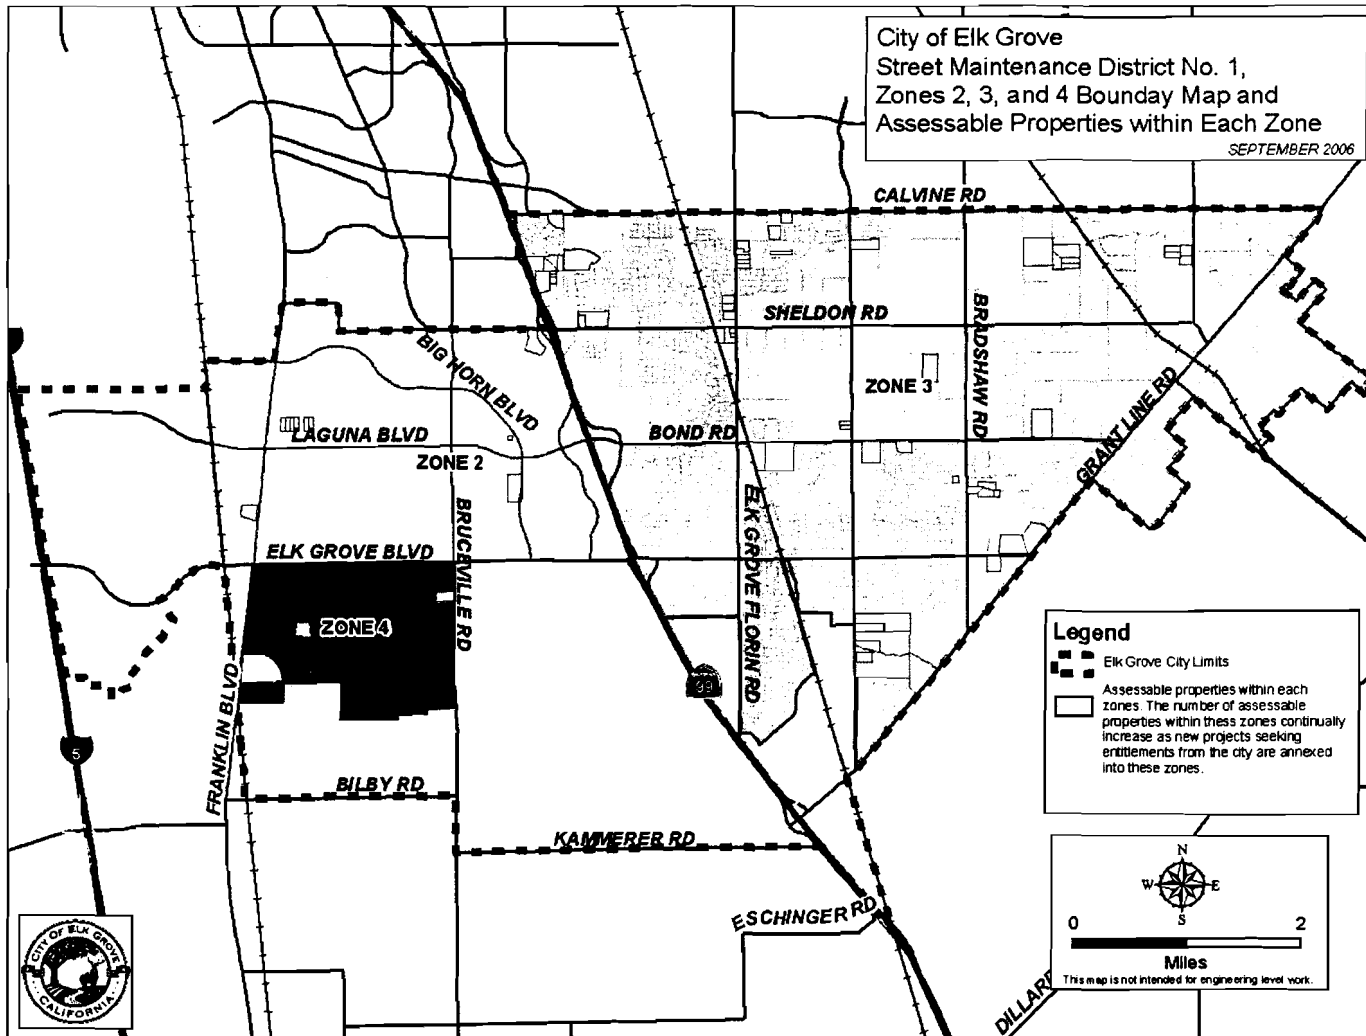 City of Elk Grove
Street Maintenance District No. 1,
Zones 2, 3, and 4 Bounday Map and
Assessable Properties within Each Zone
SEPTEMBER 2006
CALVINE RD
SHELDON RD
BRADSHAW RD
BIG HORN BLVD
ZONE 3
GRANT LINE RD
LAGUNA BLVD
BOND RD
ZONE 2
BRUCEVILLE RD
ELK GROVE FLORIN RD
ELK GROVE BLVD
ZONE 4
FRANKLIN BLVD
99
5
BILBY RD
KAMMERER RD
ESCHINGER RD
DILLARD
Legend
Elk Grove City Limits
Assessable properties within each
zones. The number of assessable
properties within thess zones continually
increase as new projects seeking
entitlements from the city are annexed
into these zones.
N
W E
S
0 2
Miles
This map is not intended for engineering level work.
CITY OF ELK GROVE
CALIFORNIA